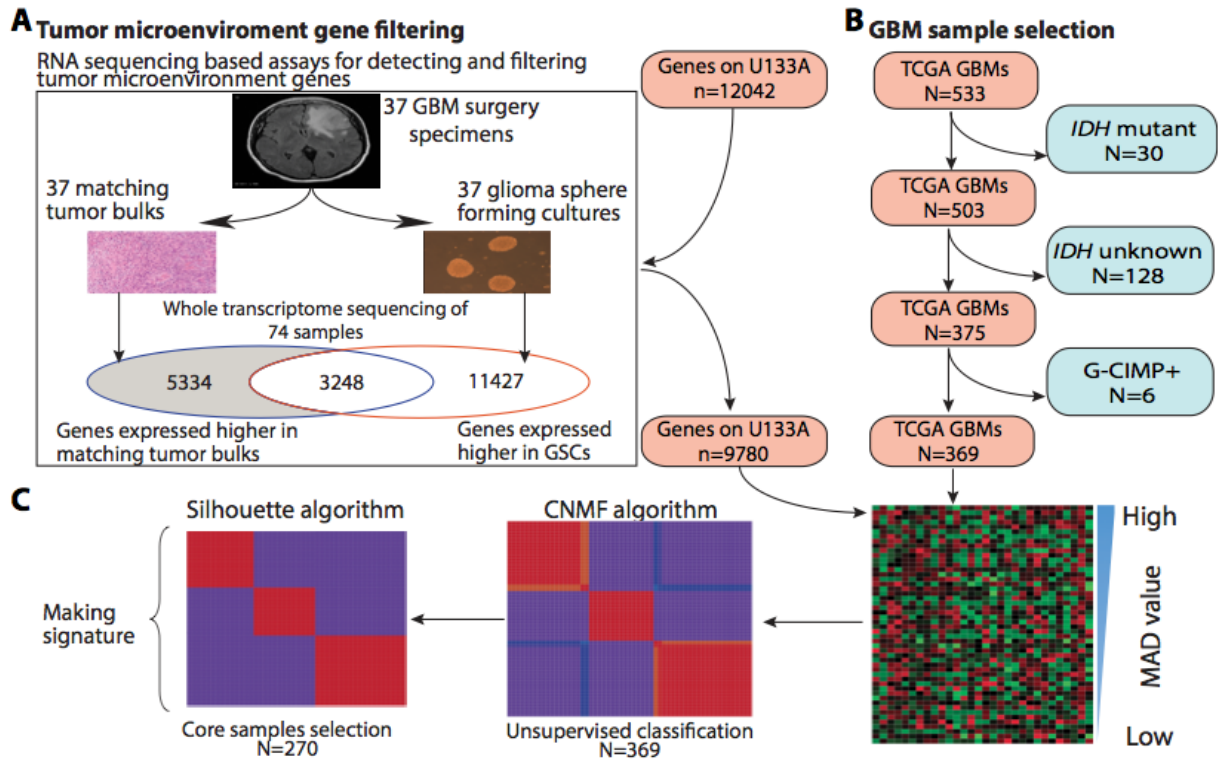 A Tumor microenviroment gene filtering
RNA sequencing based assays for detecting and filtering
tumor microenvironment genes
37 GBM surgery
specimens
37 matching
tumor bulks
37 glioma sphere
forming cultures
Whole transcriptome sequencing of
74 samples
5334
3248
11427
Genes expressed higher in
matching tumor bulks
Genes expressed
higher in GSCs
Genes on U133A
n=12042
Genes on U133A
n=9780
B GBM sample selection
TCGA GBMs
N=533
IDH mutant
N=30
TCGA GBMs
N=503
IDH unknown
N=128
TCGA GBMs
N=375
G-CIMP+
N=6
TCGA GBMs
N=369
C
Silhouette algorithm
Making
signature
Core samples selection
N=270
CNMF algorithm
Unsupervised classification
N=369
High
MAD value
Low